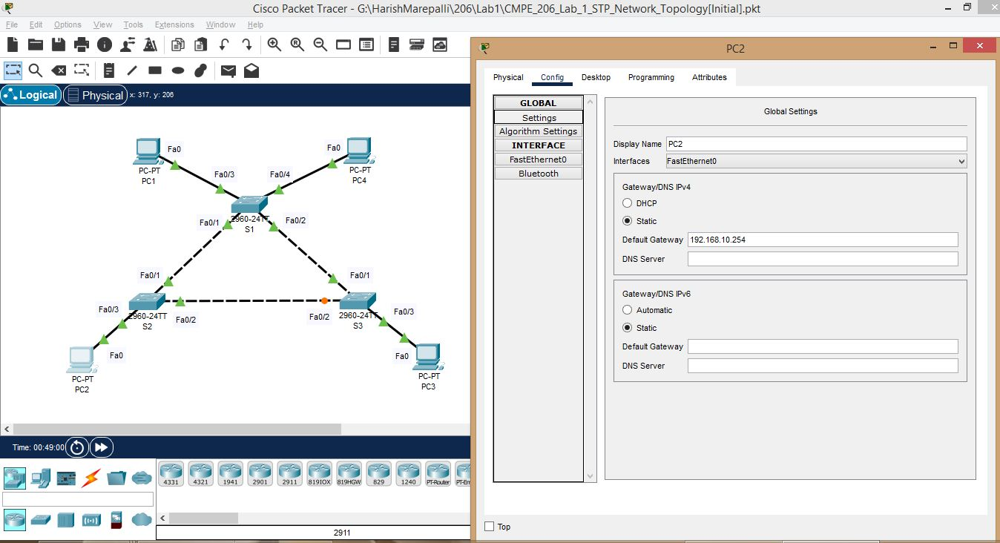 Cisco Packet Tracer - G:\HarishMarepalli\206\Lab1\CMPE_206_Lab_1_STP_Network_Topology[Initial].pkt
File Edit Options View Tools Extensions Window Help
Logical Physical x: 317, y: 206
Fa0
PC-PT
PC1
Fa0
PC-PT
PC4
Fa0/3
Fa0/4
Fa0/1
2960-24TT
S1
Fa0/2
Fa0/1
Fa0/1
Fa0/3
2960-24TT
S2
Fa0/2
Fa0/2
2960-24TT
S3
Fa0/3
Fa0
PC-PT
PC2
Fa0
PC-PT
PC3
Time: 00:49:00
4331 4321 1941 2901 2911 819IOX 819HGW 829 1240 PT-Router PT-Em
2911
PC2
Physical Config Desktop Programming Attributes
GLOBAL
Settings
Algorithm Settings
INTERFACE
FastEthernet0
Bluetooth
Global Settings
Display Name PC2
Interfaces FastEthernet0
Gateway/DNS IPv4
DHCP
Static
Default Gateway 192.168.10.254
DNS Server
Gateway/DNS IPv6
Automatic
Static
Default Gateway
DNS Server
Top